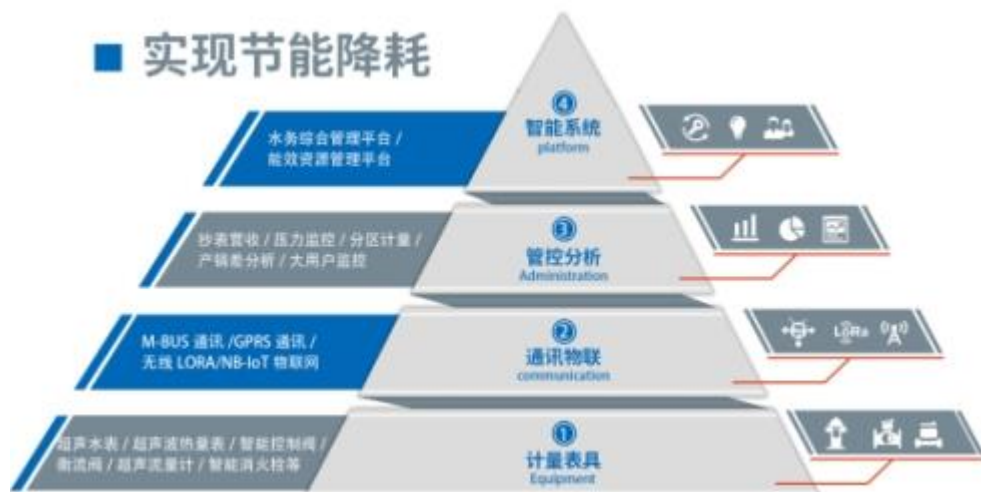 实现节能降耗
④
智能系统
platform
水务综合管理平台 /
能效资源管理平台
③
管控分析
Administration
抄表营收 / 压力监控 / 分区计量 /
产销差分析 / 大用户监控
②
通讯物联
communication
M-BUS 通讯 /GPRS 通讯 /
无线 LORA/NB-IoT 物联网
LoRa
①
计量表具
Equipment
超声水表 / 超声波热量表 / 智能控制阀 /
衡流阀 / 超声流量计 / 智能消火栓等